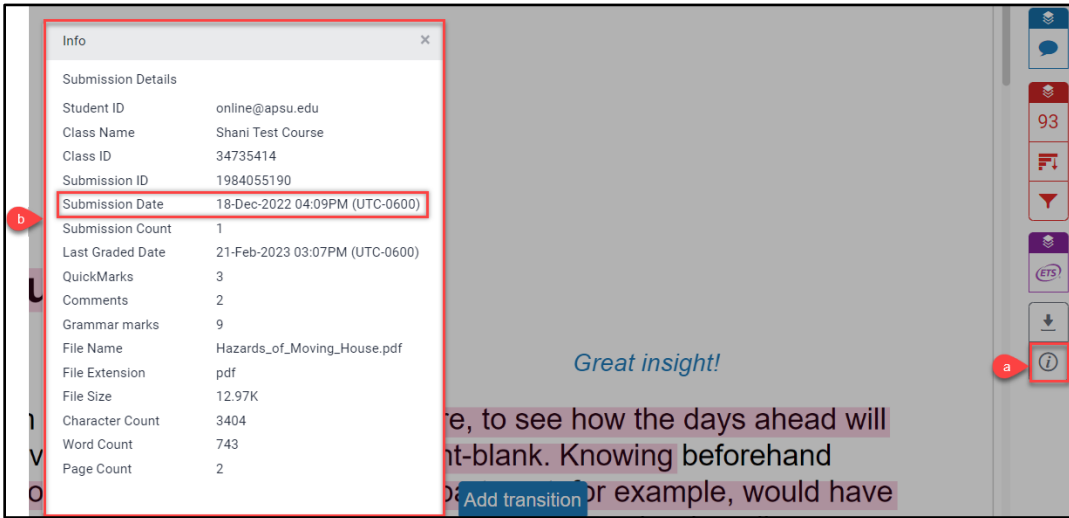 Info ×
Submission Details
Student ID online@apsu.edu
Class Name Shani Test Course
Class ID 34735414
Submission ID 1984055190
Submission Date 18-Dec-2022 04:09PM (UTC-0600)
Submission Count 1
Last Graded Date 21-Feb-2023 03:07PM (UTC-0600)
QuickMarks 3
Comments 2
Grammar marks 9
File Name Hazards_of_Moving_House.pdf
File Extension pdf
File Size 12.97K
Character Count 3404
Word Count 743
Page Count 2
b
93
ETS
a
Great insight!
re, to see how the days ahead will
nt-blank. Knowing beforehand
Add transition
for example, would have